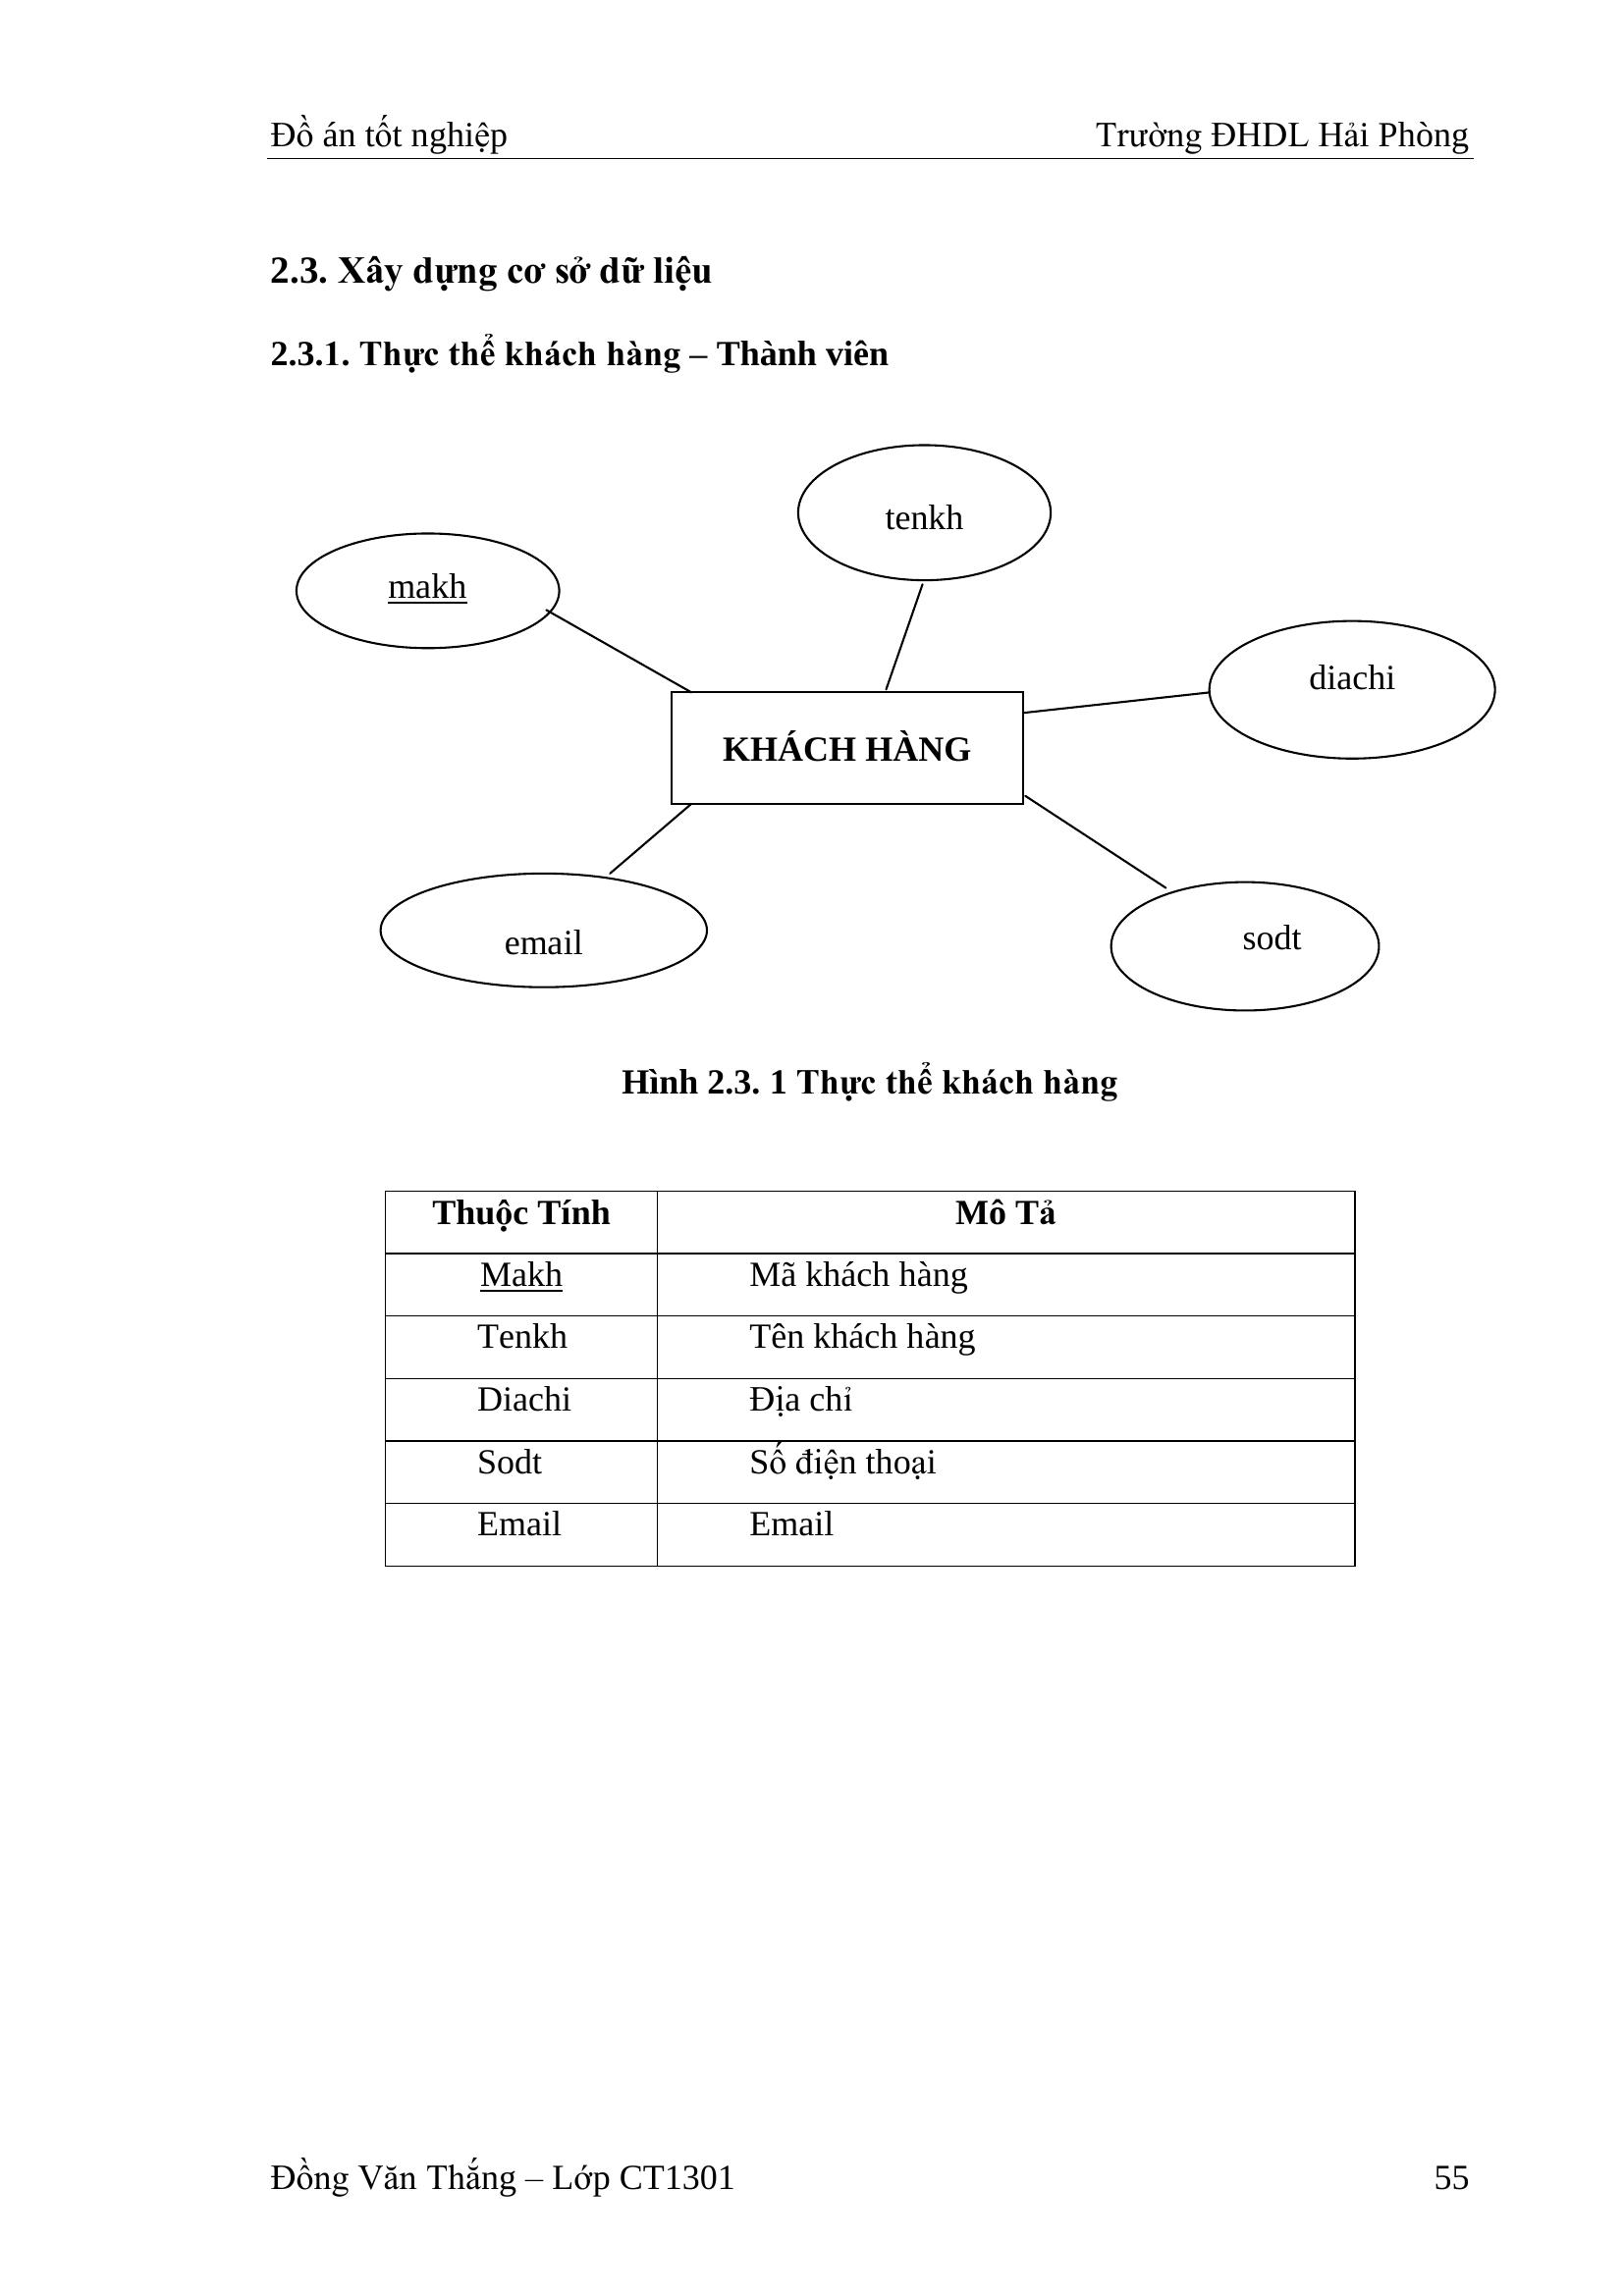 Đồ án tốt nghiệp Trường ĐHDL Hải Phòng
2.3. Xây dựng cơ sở dữ liệu
2.3.1. Thực thể khách hàng – Thành viên
tenkh
makh
diachi
KHÁCH HÀNG
email
sodt
Hình 2.3. 1 Thực thể khách hàng
Thuộc Tính Mô Tả
Makh Mã khách hàng
Tenkh Tên khách hàng
Diachi Địa chỉ
Sodt Số điện thoại
Email Email
Đồng Văn Thắng – Lớp CT1301 55